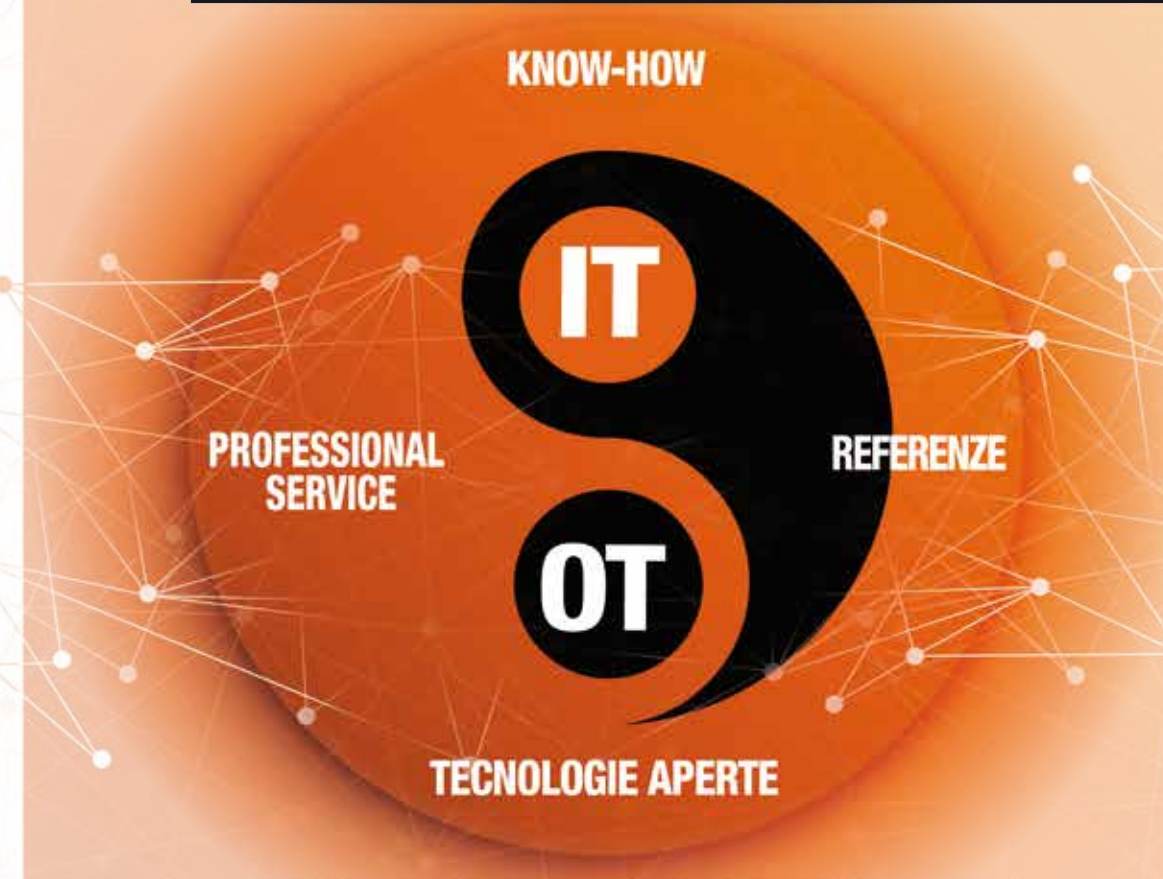 KNOW-HOW
IT
PROFESSIONAL
SERVICE
REFERENZE
OT
TECNOLOGIE APERTE